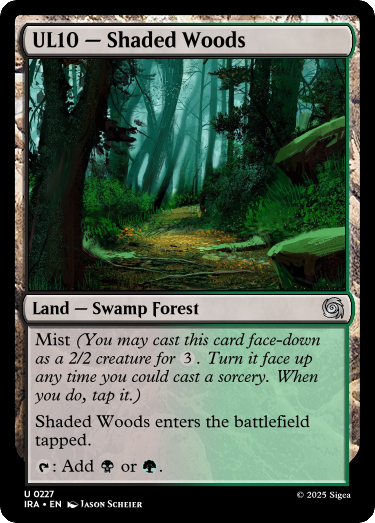 UL10 — Shaded Woods
Land — Swamp Forest
Mist (You may cast this card face-down
as a 2/2 creature for 3. Turn it face up
any time you could cast a sorcery. When
you do, tap it.)
Shaded Woods enters the battlefield
tapped.
: Add or .
U 0227
IRA • EN Jason Scheier
© 2025 Sigea